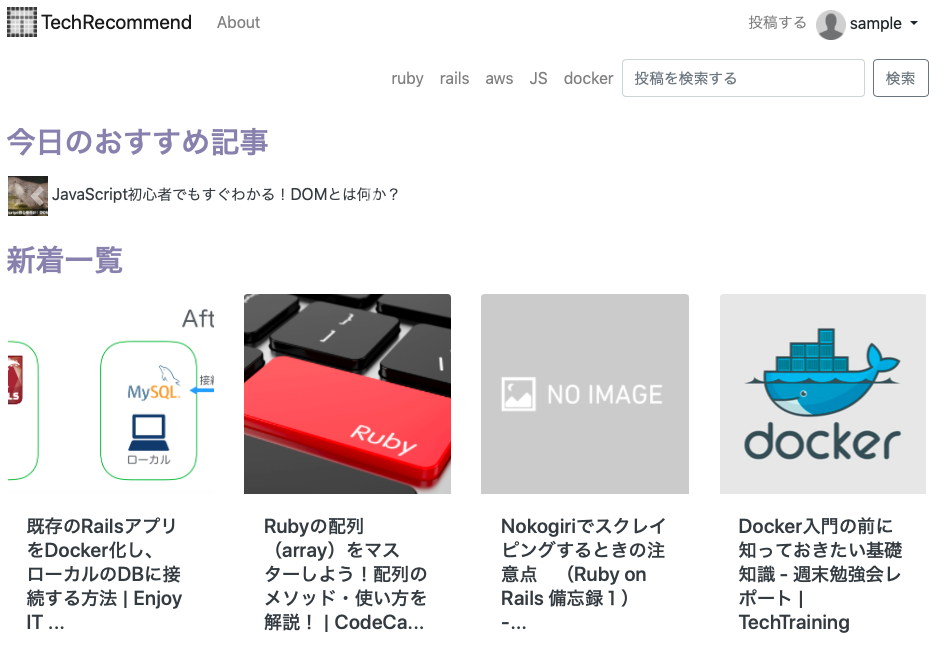 TechRecommend
About
投稿する
sample
ruby rails aws JS docker
投稿を検索する
検索
今日のおすすめ記事
JavaScript初心者でもすぐわかる！DOMとは何か？
新着一覧
Aft
MySQL
接続
ローカル
Ruby
NO IMAGE
docker
既存のRailsアプリ
をDocker化し、
ローカルのDBに接
続する方法 | Enjoy
IT ...
Rubyの配列
（array）をマス
ターしよう！配列の
メソッド・使い方を
解説！ | CodeCa...
Nokogiriでスクレイ
ピングするときの注
意点　（Ruby on
Rails 備忘録１）
-...
Docker入門の前に
知っておきたい基礎
知識 - 週末勉強会レ
ポート |
TechTraining